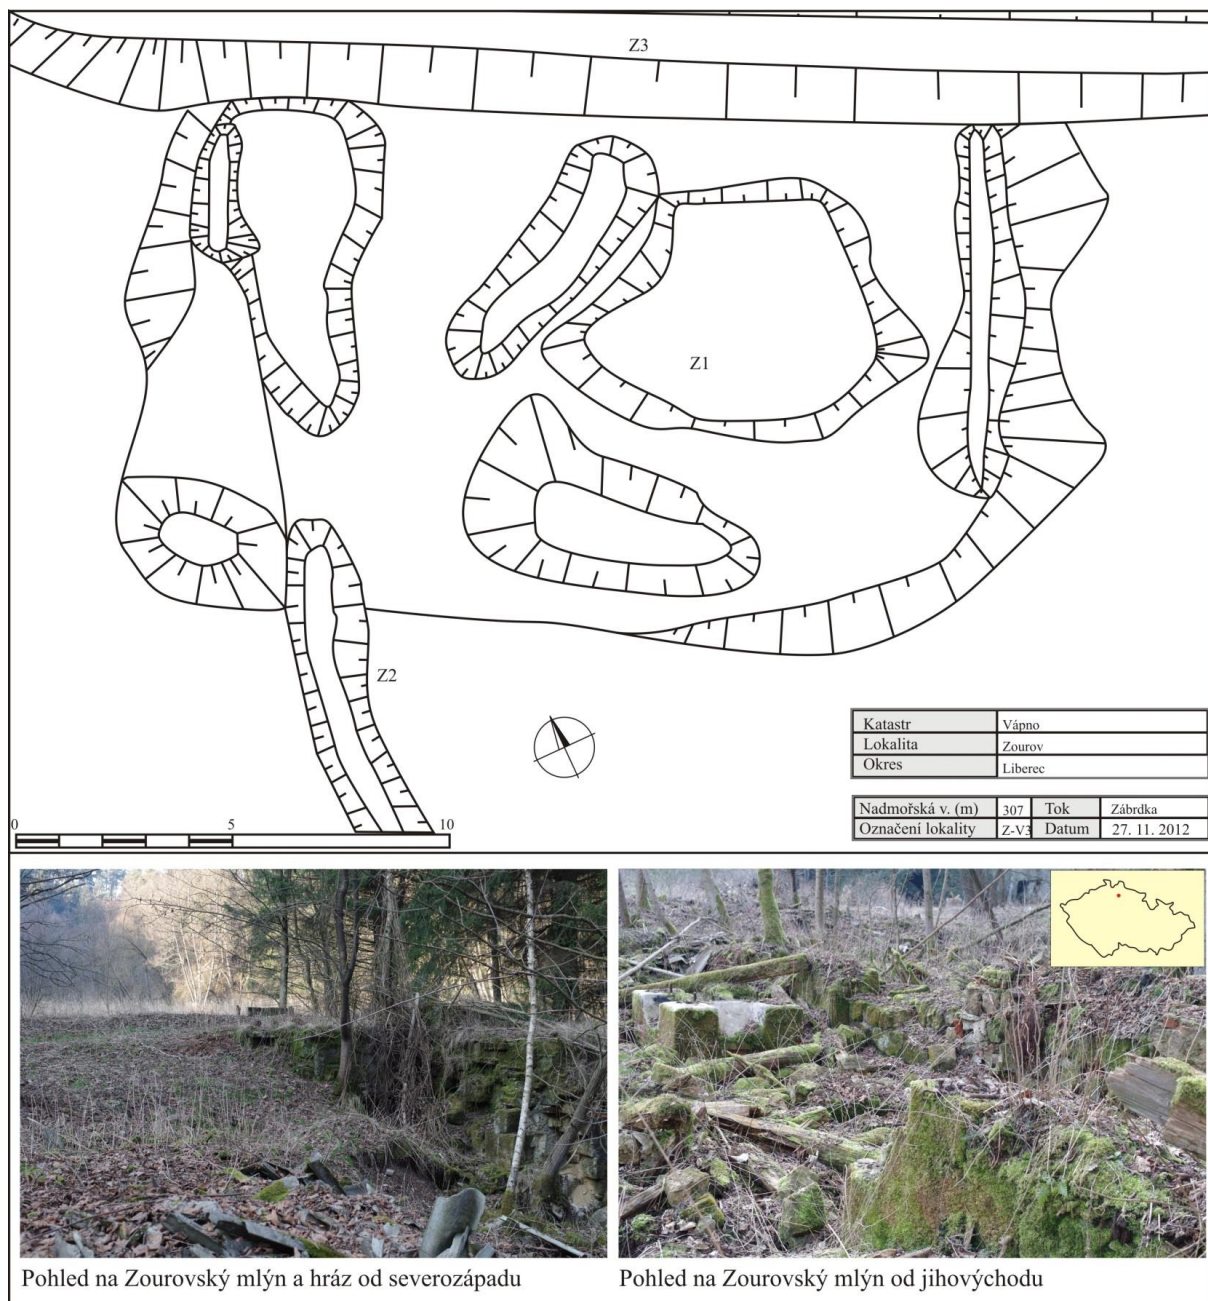 Z3
Z1
Z2
Katastr Vápno
Lokalita Zourov
Okres Liberec
Nadmořská v. (m) 307 Tok Zábrdka
Označení lokality Z-V3 Datum 27. 11. 2012
0 5 10
Pohled na Zourovský mlýn a hráz od severozápadu
Pohled na Zourovský mlýn od jihovýchodu